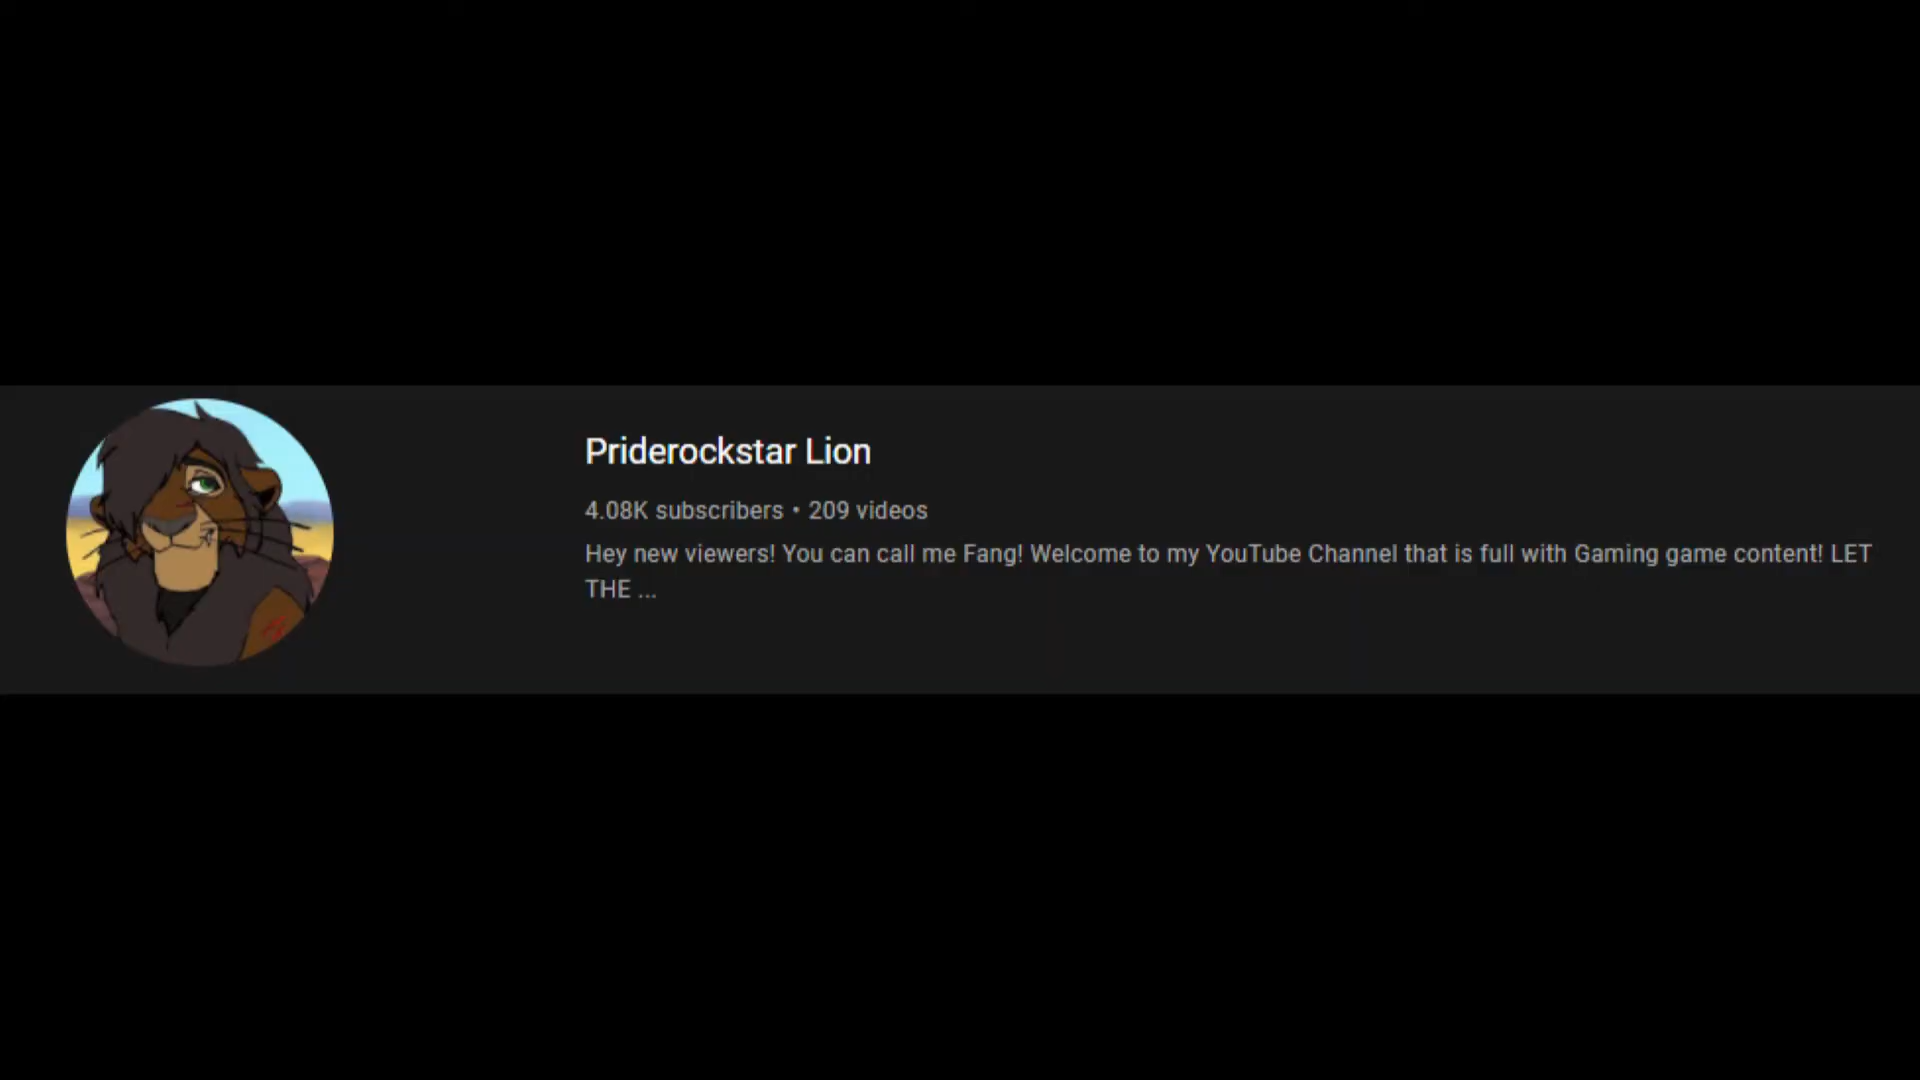 Priderockstar Lion
4.08K subscribers • 209 videos
Hey new viewers! You can call me Fang! Welcome to my YouTube Channel that is full with Gaming game content! LET
THE ...